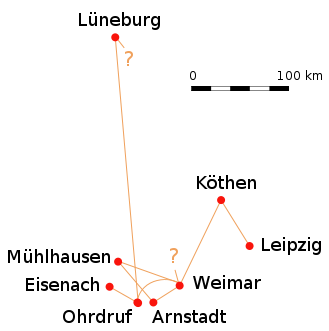 Lüneburg
?
0 100 km
Köthen
?
Leipzig
Mühlhausen
Eisenach
Weimar
Ohrdruf
Arnstadt